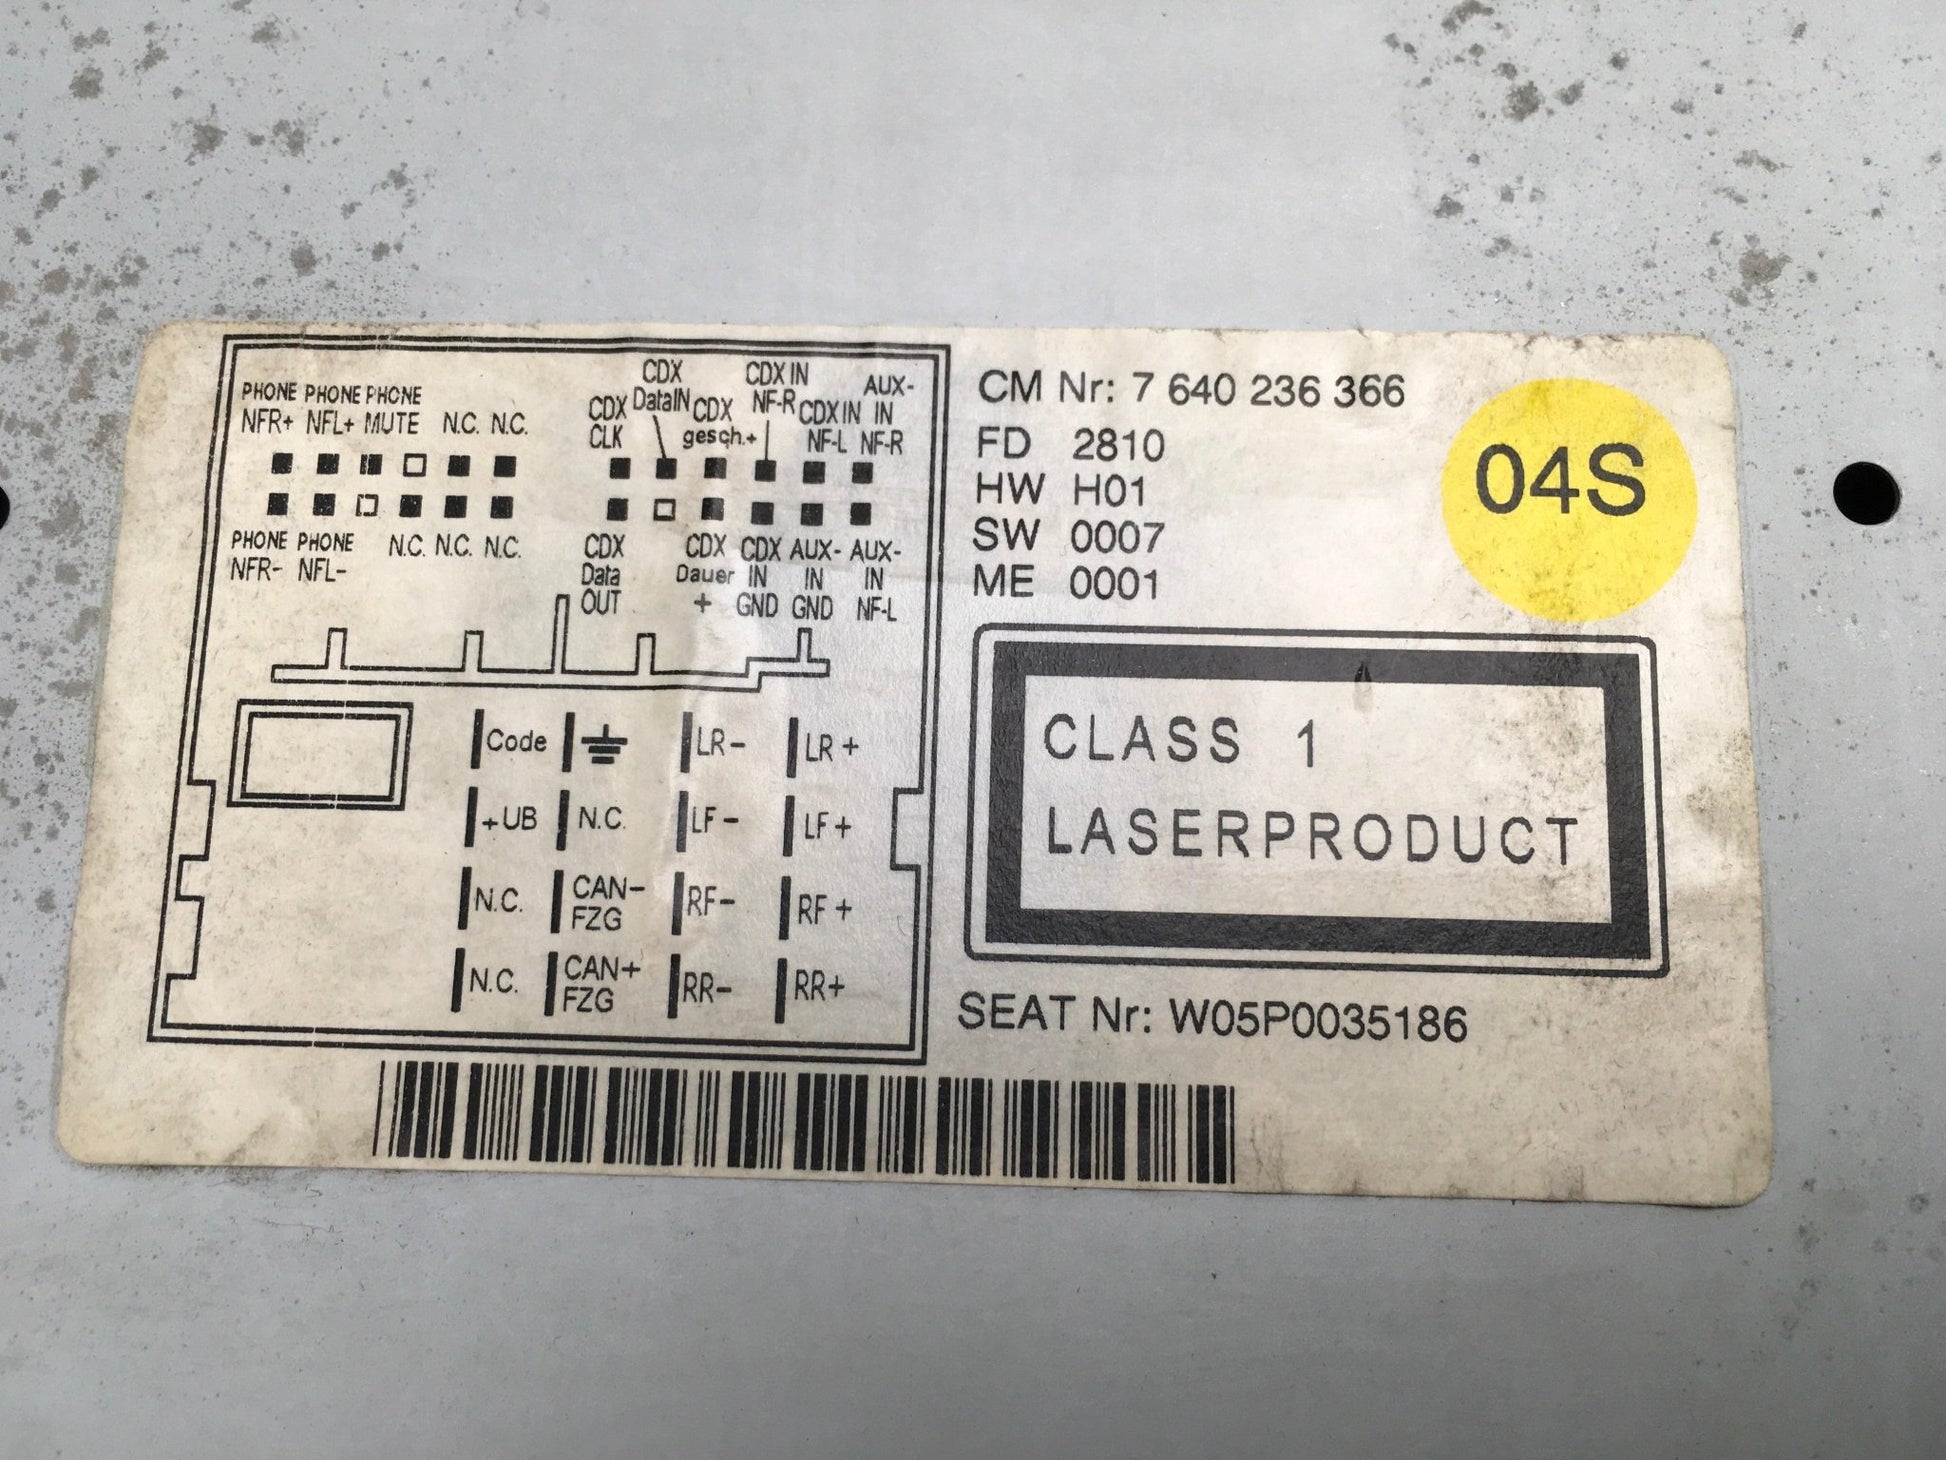 CDX CDX IN AUX-
PHONE PHONE PHONE CDX DataIN CDX NF-R CDX IN IN
NFR+ NFL+ MUTE N.C. N.C. CLK gesch.+ NF-L NF-R
PHONE PHONE N.C. N.C. N.C. CDX CDX CDX AUX- AUX-
NFR- NFL- Data Dauer IN IN IN
OUT + GND GND NF-L
Code LR- LR+
+UB N.C. LF- LF+
N.C. CAN- RF- RF+
FZG
N.C. CAN+ RR- RR+
FZG
CM Nr: 7 640 236 366
FD 2810
HW H01
SW 0007
ME 0001
04S
CLASS 1
LASERPRODUCT
SEAT Nr: W05P0035186